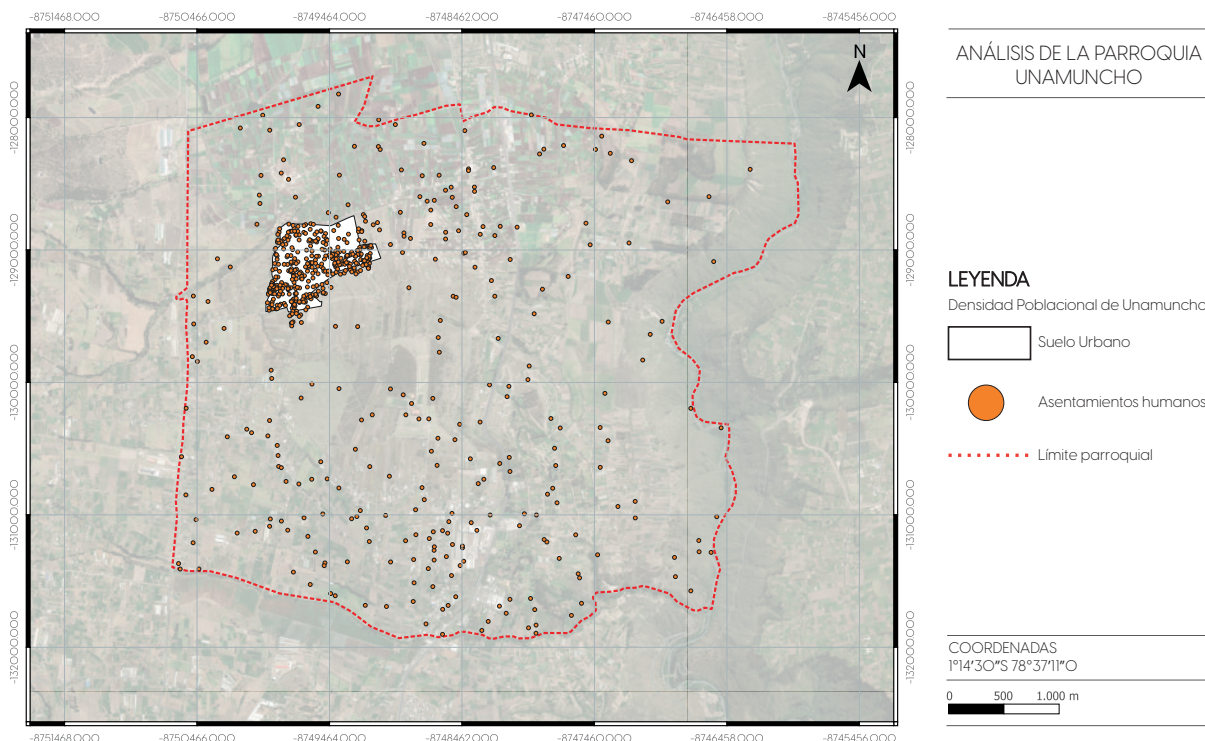 -8751468.000 -8750466.000 -8749464.000 -8748462.000 -8747460.000 -8746458.000 -8745456.000
-128000.000
-129000.000
-130000.000
-131000.000
-132000.000
N
-128000.000
-129000.000
-130000.000
-131000.000
-132000.000
-8751468.000 -8750466.000 -8749464.000 -8748462.000 -8747460.000 -8746458.000 -8745456.000
ANÁLISIS DE LA PARROQUIA
UNAMUNCHO
LEYENDA
Densidad Poblacional de Unamuncho
Suelo Urbano
Asentamientos humanos
Límite parroquial
COORDENADAS
1°14'30"S 78°37'11"O
0 500 1.000 m